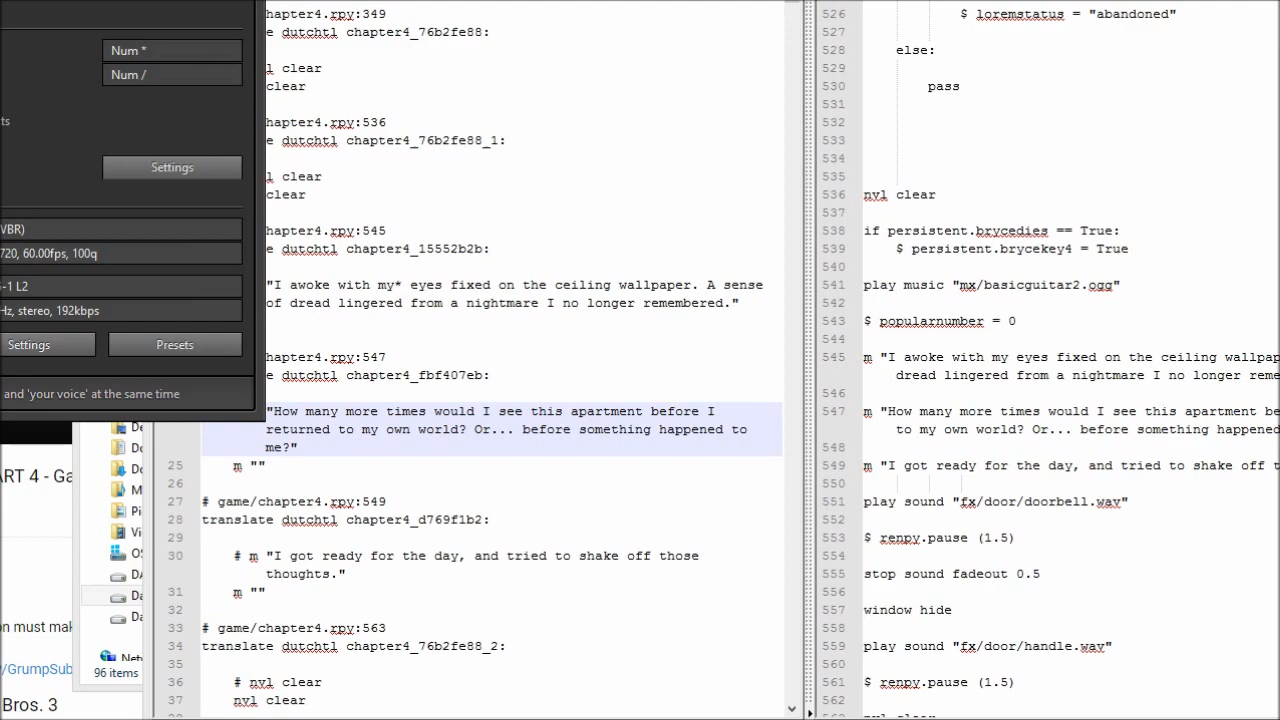 Num *
Num /
ts
Settings
VBR)
720, 60.00fps, 100q
-1 L2
Hz, stereo, 192kbps
Settings
Presets
and 'your voice' at the same time
ART 4 - Ga
on must mal
/GrumpSub
Bros. 3
D
D
M
P
Vi
O
D
D
D
Net
98 items
hapter4.rpy:349
e dutchtl chapter4_76b2fe88:
l clear
clear
hapter4.rpy:536
e dutchtl chapter4_76b2fe88_1:
l clear
clear
hapter4.rpy:545
e dutchtl chapter4_15552b2b:
"I awoke with my* eyes fixed on the ceiling wallpaper. A sense
of dread lingered from a nightmare I no longer remembered."
hapter4.rpy:547
e dutchtl chapter4_fbf407eb:
"How many more times would I see this apartment before I
returned to my own world? Or... before something happened to
me?"
25 m ""
26
27 # game/chapter4.rpy:549
28 translate dutchtl chapter4_d769f1b2:
29
30 # m "I got ready for the day, and tried to shake off those
thoughts."
31 m ""
32
33 # game/chapter4.rpy:563
34 translate dutchtl chapter4_76b2fe88_2:
35
36 # nvl clear
37 nvl clear
526 $ loremstatus = "abandoned"
527
528 else:
529
530 pass
531
532
533
534
535
536 nvl clear
537
538 if persistent.brycedies == True:
539 $ persistent.brycekey4 = True
540
541 play music "mx/basicguitar2.ogg"
542
543 $ popularnumber = 0
544
545 m "I awoke with my eyes fixed on the ceiling wallpap
dread lingered from a nightmare I no longer reme
546
547 m "How many more times would I see this apartment be
to my own world? Or... before something happened
548
549 m "I got ready for the day, and tried to shake off t
550
551 play sound "fx/door/doorbell.wav"
552
553 $ renpy.pause (1.5)
554
555 stop sound fadeout 0.5
556
557 window hide
558
559 play sound "fx/door/handle.wav"
560
561 $ renpy.pause (1.5)
562
nvl clear